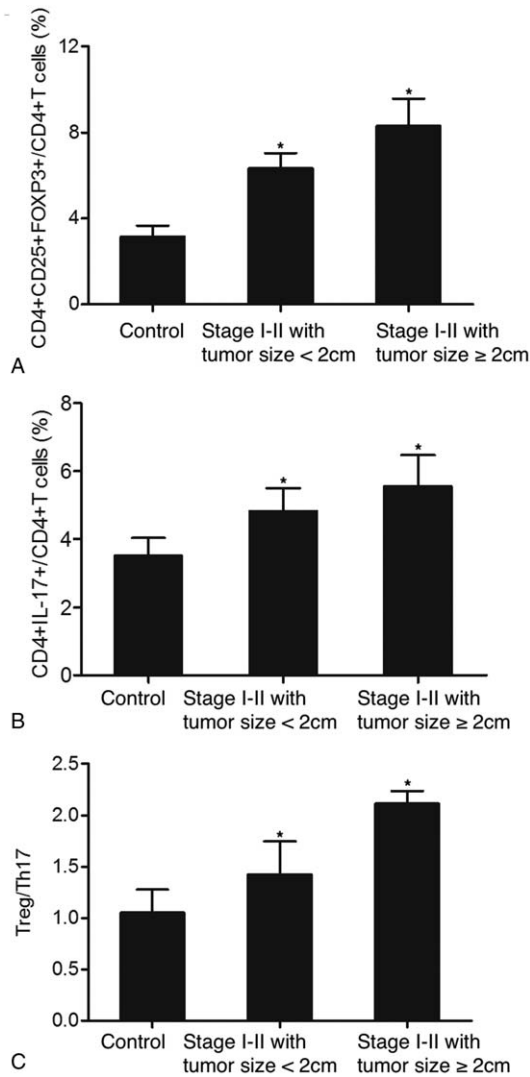 CD4+CD25+FOXP3+/CD4+T cells (%)
12
8
4
0
*
*
Control
Stage I-II with
tumor size < 2cm
Stage I-II with
tumor size ≥ 2cm
A
CD4+IL-17+/CD4+T cells (%)
8
6
4
2
0
*
*
Control
Stage I-II with
tumor size < 2cm
Stage I-II with
tumor size ≥ 2cm
B
Treg/Th17
2.5
2.0
1.5
1.0
0.5
0.0
*
*
Control
Stage I-II with
tumor size < 2cm
Stage I-II with
tumor size ≥ 2cm
C